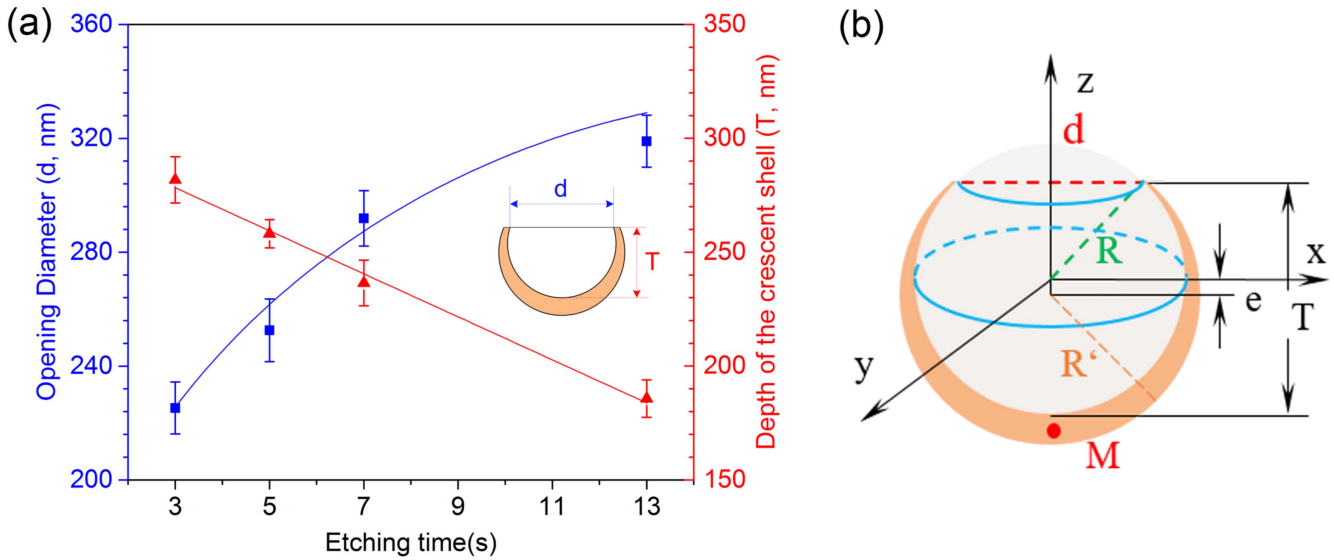 (a)
360
320
280
240
200
Opening Diameter (d, nm)
350
300
250
200
150
Depth of the crescent shell (T, nm)
d
T
3 5 7 9 11 13
Etching time(s)
(b)
z
d
R
x
e
T
y
R‘
M